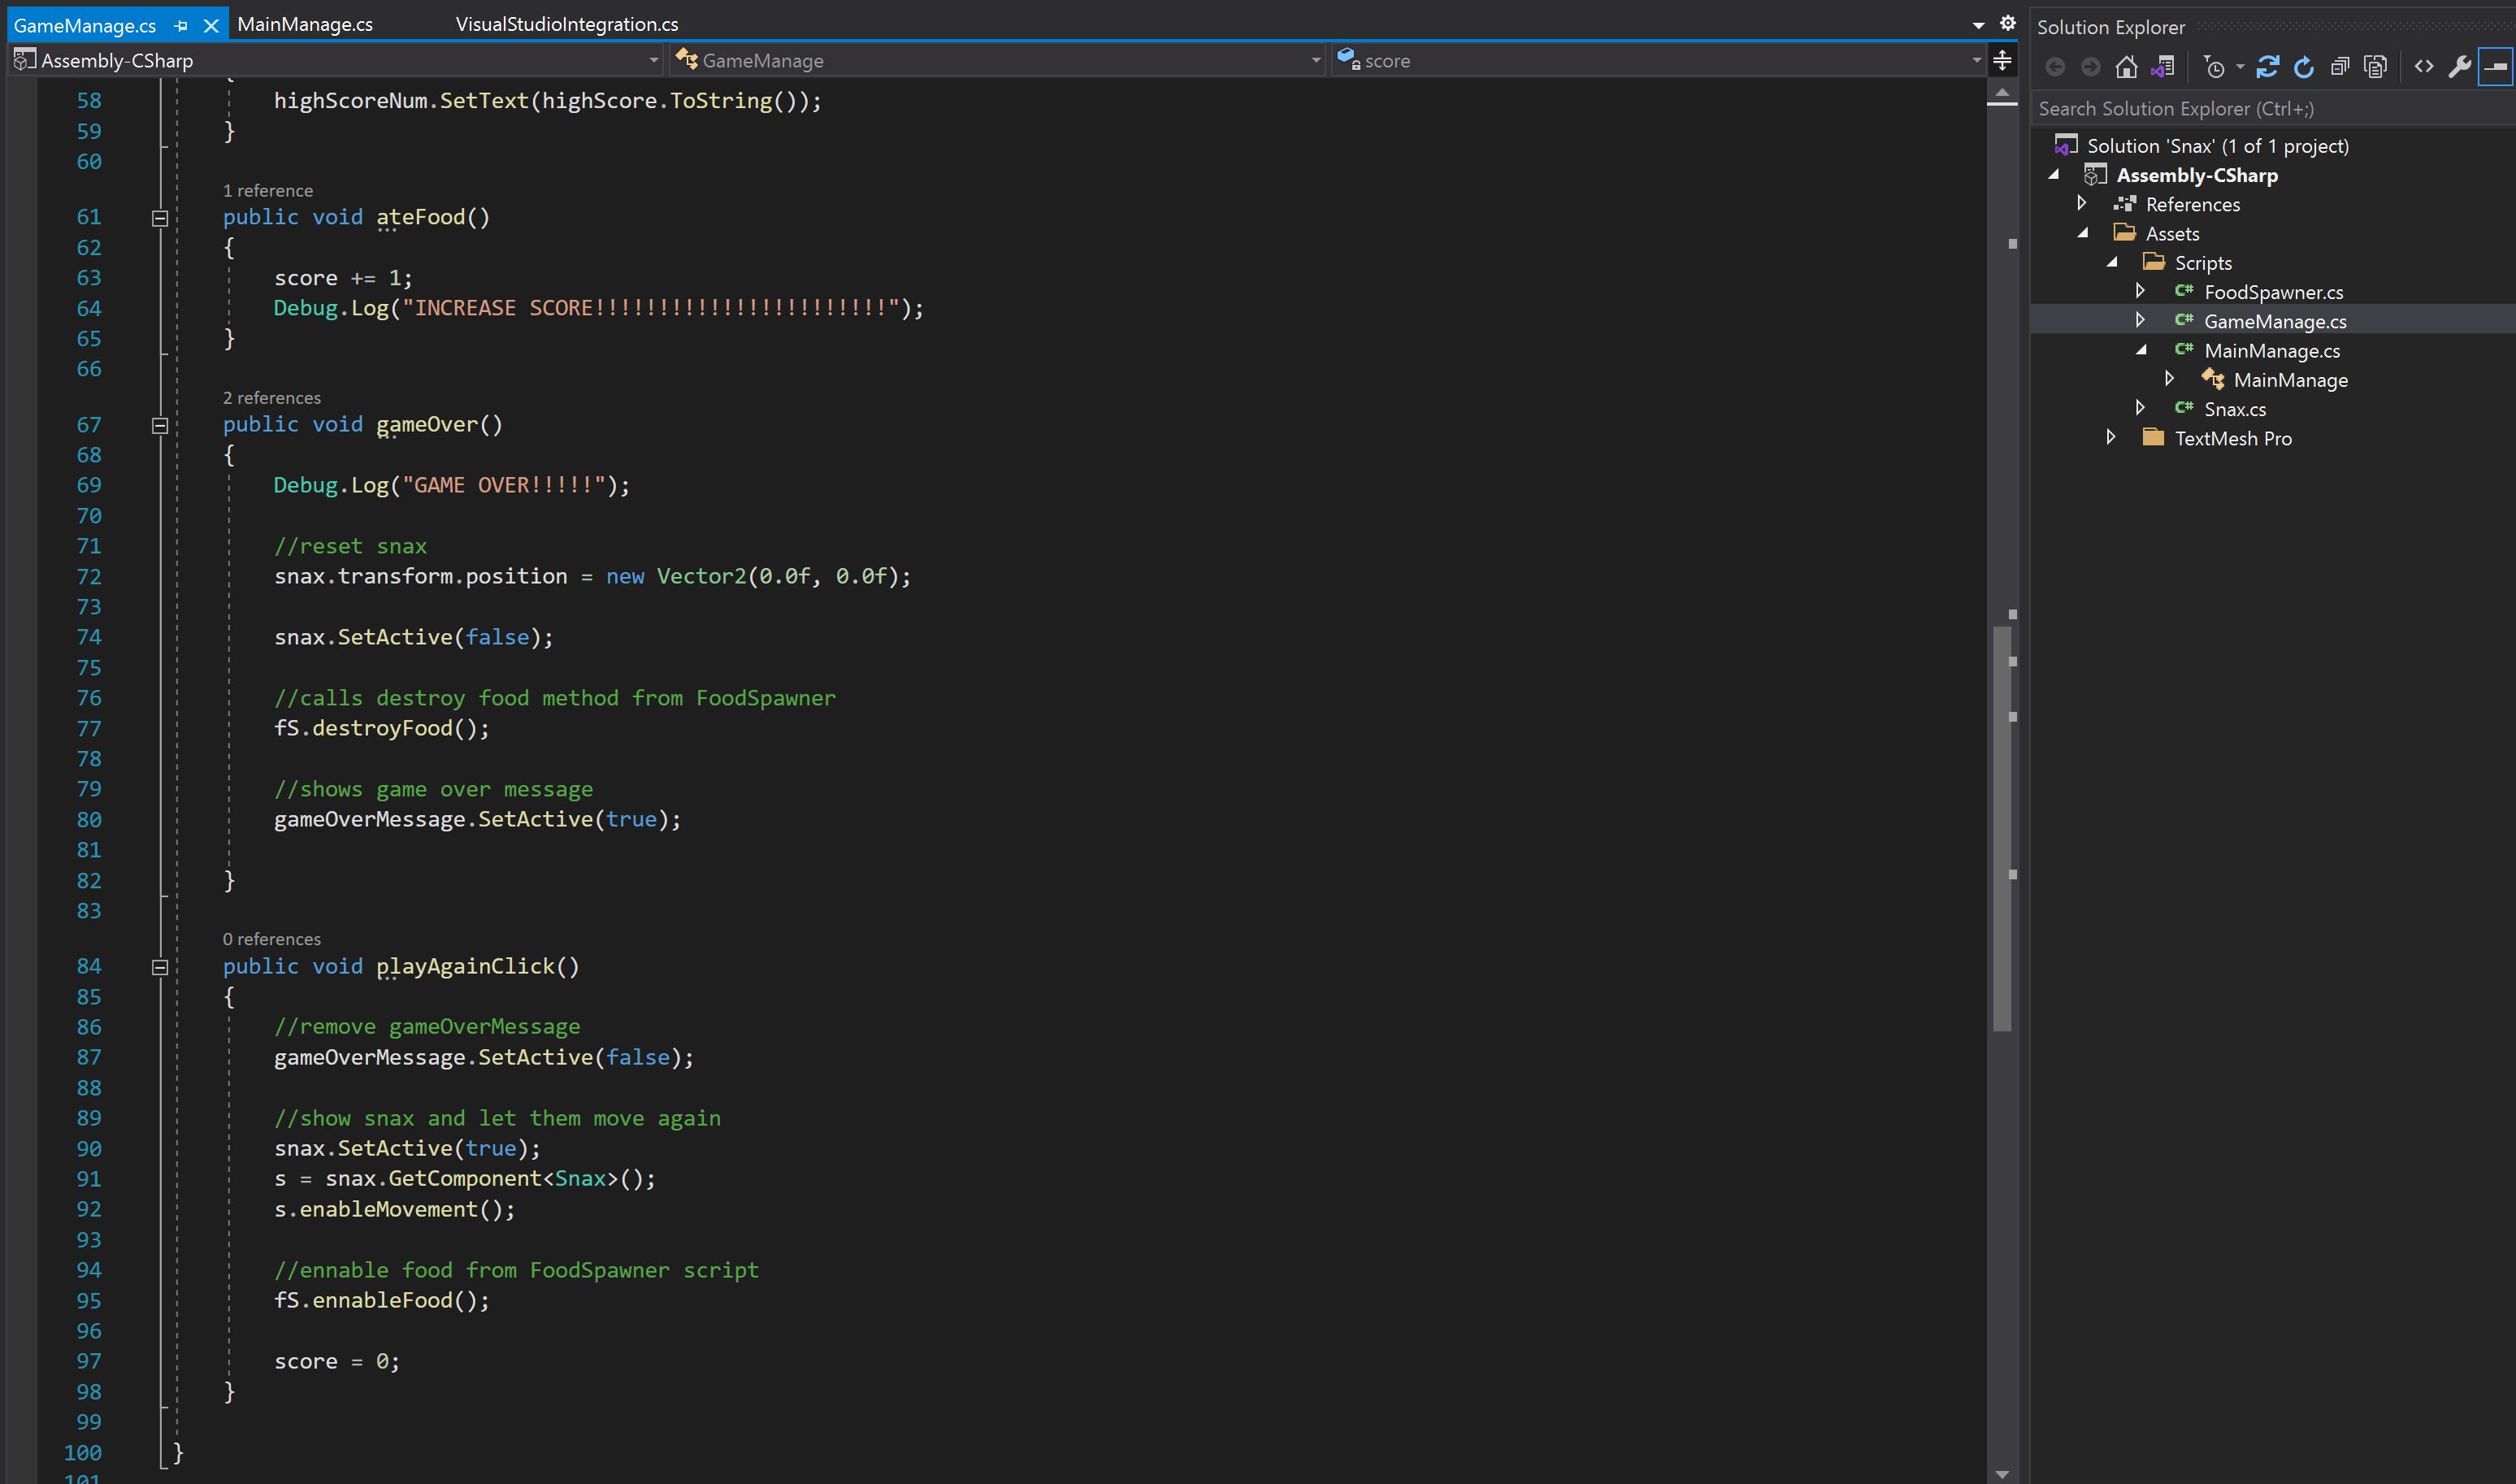 GameManage.cs MainManage.cs VisualStudioIntegration.cs
Assembly-CSharp GameManage score
58 highScoreNum.SetText(highScore.ToString());
59 }
60
1 reference
61 public void ateFood()
62 {
63 score += 1;
64 Debug.Log("INCREASE SCORE!!!!!!!!!!!!!!!!!!!!!!!");
65 }
66
2 references
67 public void gameOver()
68 {
69 Debug.Log("GAME OVER!!!!!");
70
71 //reset snax
72 snax.transform.position = new Vector2(0.0f, 0.0f);
73
74 snax.SetActive(false);
75
76 //calls destroy food method from FoodSpawner
77 fS.destroyFood();
78
79 //shows game over message
80 gameOverMessage.SetActive(true);
81
82 }
83
0 references
84 public void playAgainClick()
85 {
86 //remove gameOverMessage
87 gameOverMessage.SetActive(false);
88
89 //show snax and let them move again
90 snax.SetActive(true);
91 s = snax.GetComponent<Snax>();
92 s.enableMovement();
93
94 //ennable food from FoodSpawner script
95 fS.ennableFood();
96
97 score = 0;
98 }
99
100 }
101
Solution Explorer
Search Solution Explorer (Ctrl+;)
Solution 'Snax' (1 of 1 project)
Assembly-CSharp
References
Assets
Scripts
C# FoodSpawner.cs
C# GameManage.cs
C# MainManage.cs
MainManage
C# Snax.cs
TextMesh Pro